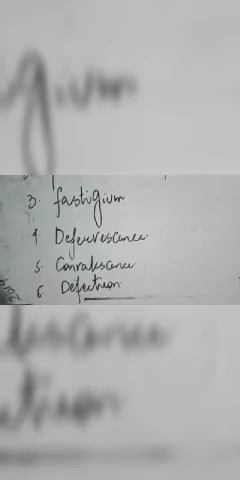 3. Fastigium
4. Defervescence
5. Convalescence
6. Defection